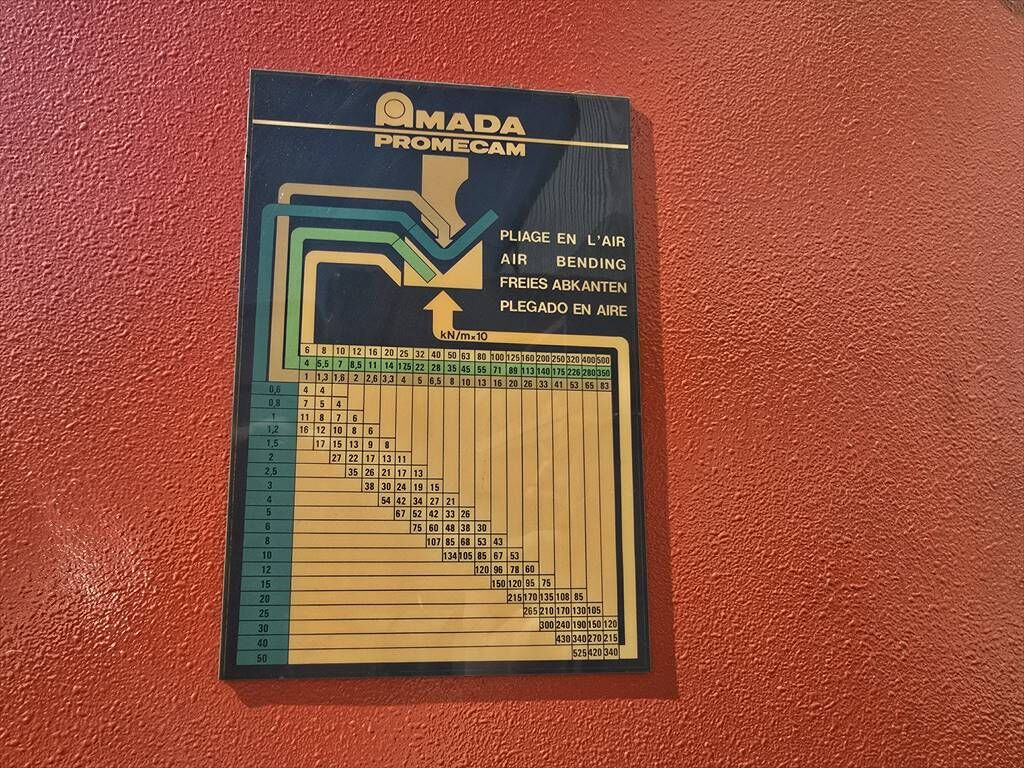 AMADA
PROMECAM
PLIAGE EN L'AIR
AIR BENDING
FREIES ABKANTEN
PLEGADO EN AIRE
kN/m×10
6 8 10 12 16 20 25 32 40 50 63 80 100 125 160 200 250 320 400 500
4 5,5 7 8,5 11 14 17,5 22 28 35 45 55 71 89 113 140 175 226 280 350
1 1,3 1,6 2 2,6 3,3 4 5 6,5 8 10 13 16 20 26 33 41 53 65 83
0,6 4 4
0,8 7 5 4
1 11 8 7 6
1,2 16 12 10 8 6
1,5 17 15 13 9 8
2 27 22 17 13 11
2,5 35 26 21 17 13
3 38 30 24 19 15
4 54 42 34 27 21
5 67 52 42 33 26
6 75 60 48 38 30
8 107 85 68 53 43
10 134 105 85 67 53
12 120 96 78 60
15 150 120 95 75
20 215 170 135 108 85
25 265 210 170 130 105
30 300 240 190 150 120
40 430 340 270 215
50 525 420 340